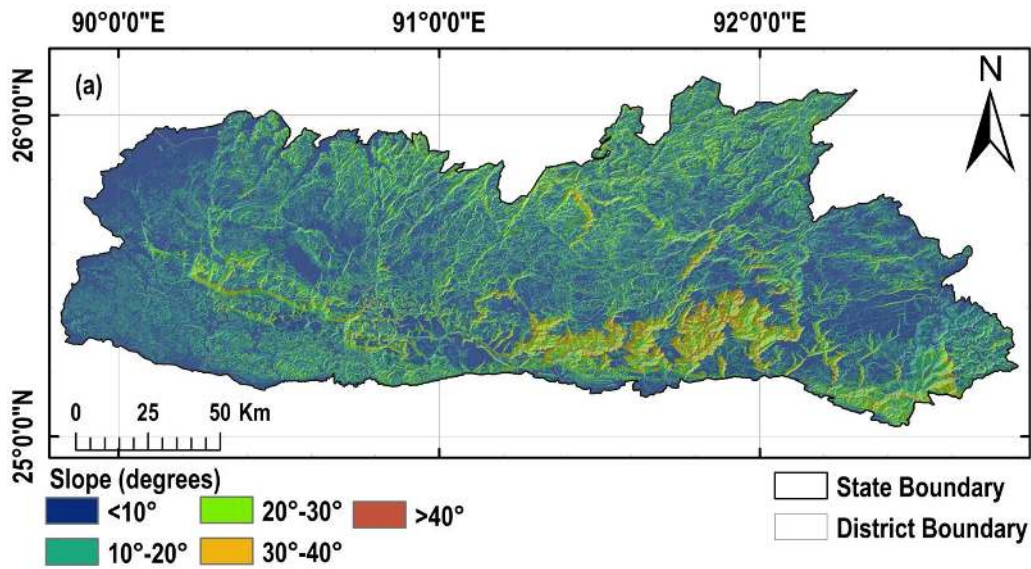 90°0'0"E 91°0'0"E 92°0'0"E
(a)
N
26°0'0"N
25°0'0"N
0 25 50 Km
Slope (degrees)
<10° 20°-30° >40°
10°-20° 30°-40°
State Boundary
District Boundary